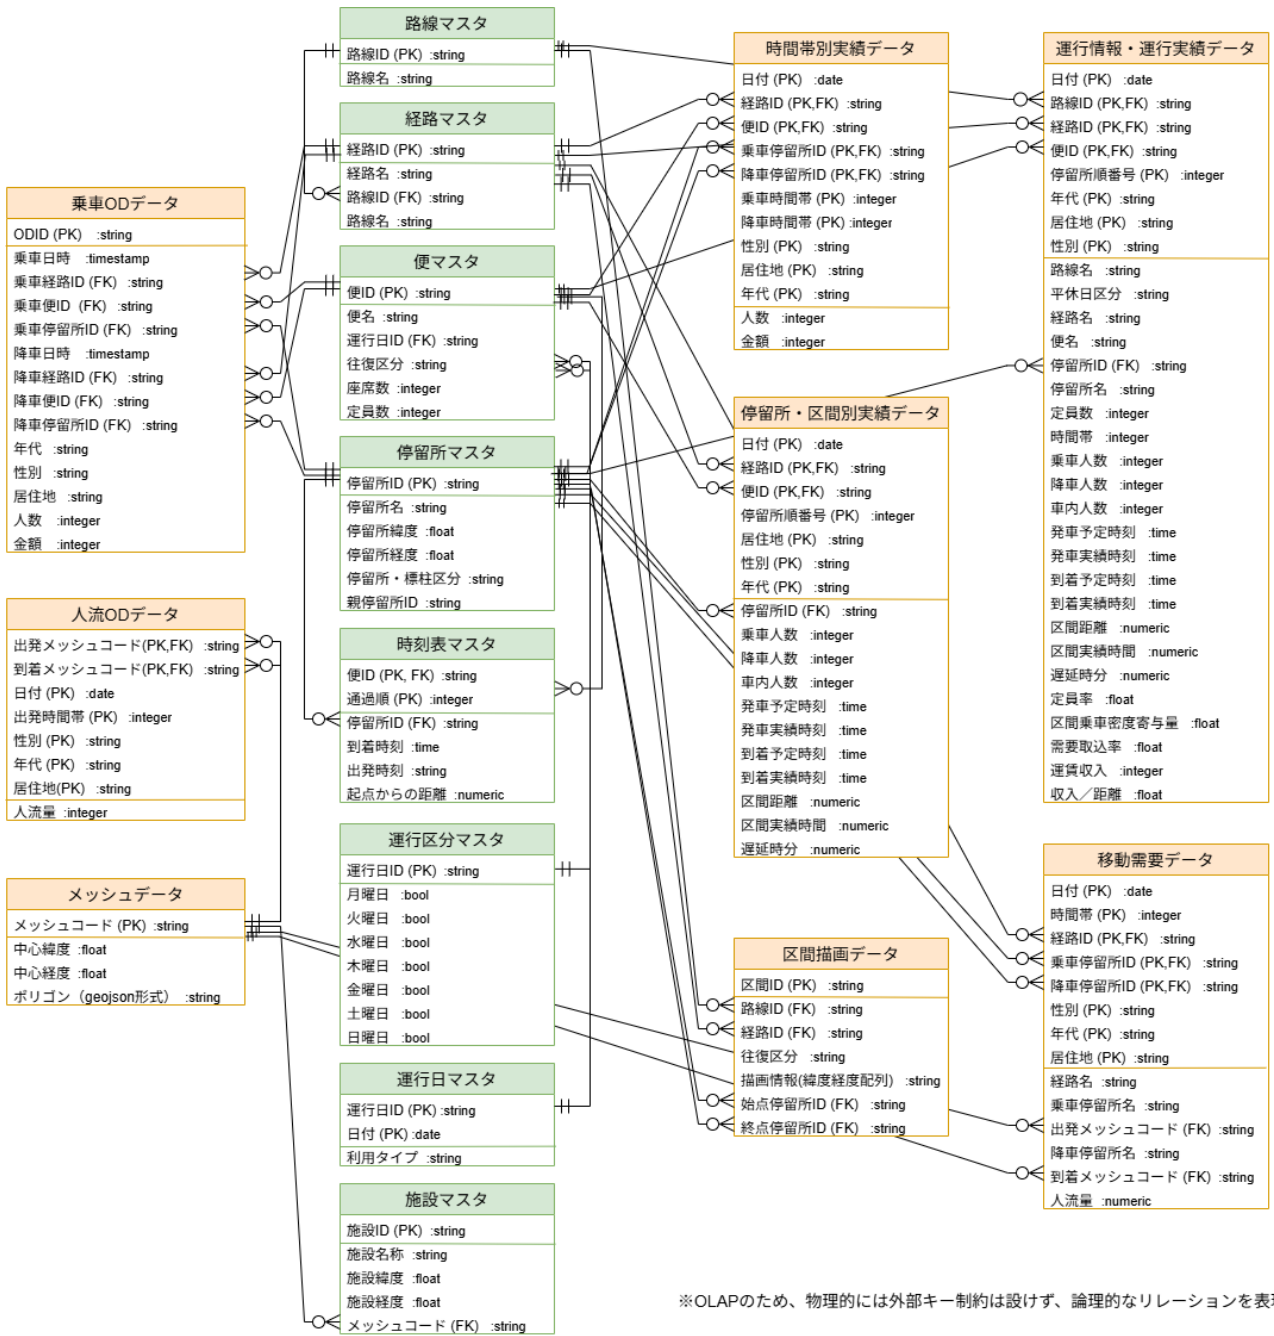 乗車ODデータ
ODID (PK) :string
乗車日時 :timestamp
乗車経路ID (FK) :string
乗車便ID (FK) :string
乗車停留所ID (FK) :string
降車日時 :timestamp
降車経路ID (FK) :string
降車便ID (FK) :string
降車停留所ID (FK) :string
年代 :string
性別 :string
居住地 :string
人数 :integer
金額 :integer
人流ODデータ
出発メッシュコード(PK,FK) :string
到着メッシュコード(PK,FK) :string
日付 (PK) :date
出発時間帯 (PK) :integer
性別 (PK) :string
年代 (PK) :string
居住地(PK) :string
人流量 :integer
メッシュデータ
メッシュコード (PK) :string
中心緯度 :float
中心経度 :float
ポリゴン（geojson形式） :string
路線マスタ
路線ID (PK) :string
路線名 :string
経路マスタ
経路ID (PK) :string
経路名 :string
路線ID (FK) :string
路線名 :string
便マスタ
便ID (PK) :string
便名 :string
運行日ID (FK) :string
往復区分 :string
座席数 :integer
定員数 :integer
停留所マスタ
停留所ID (PK) :string
停留所名 :string
停留所緯度 :float
停留所経度 :float
停留所・標柱区分 :string
親停留所ID :string
時刻表マスタ
便ID (PK, FK) :string
通過順 (PK) :integer
停留所ID (FK) :string
到着時刻 :time
出発時刻 :string
起点からの距離 :numeric
運行区分マスタ
運行日ID (PK) :string
月曜日 :bool
火曜日 :bool
水曜日 :bool
木曜日 :bool
金曜日 :bool
土曜日 :bool
日曜日 :bool
運行日マスタ
運行日ID (PK) :string
日付 (PK) :date
利用タイプ :string
施設マスタ
施設ID (PK) :string
施設名称 :string
施設緯度 :float
施設経度 :float
メッシュコード (FK) :string
時間帯別実績データ
日付 (PK) :date
経路ID (PK,FK) :string
便ID (PK,FK) :string
乗車停留所ID (PK,FK) :string
降車停留所ID (PK,FK) :string
乗車時間帯 (PK) :integer
降車時間帯 (PK) :integer
性別 (PK) :string
居住地 (PK) :string
年代 (PK) :string
人数 :integer
金額 :integer
停留所・区間別実績データ
日付 (PK) :date
経路ID (PK,FK) :string
便ID (PK,FK) :string
停留所順番号 (PK) :integer
居住地 (PK) :string
性別 (PK) :string
年代 (PK) :string
停留所ID (FK) :string
乗車人数 :integer
降車人数 :integer
車内人数 :integer
発車予定時刻 :time
発車実績時刻 :time
到着予定時刻 :time
到着実績時刻 :time
区間距離 :numeric
区間実績時間 :numeric
遅延時分 :numeric
区間描画データ
区間ID (PK) :string
路線ID (FK) :string
経路ID (FK) :string
往復区分 :string
描画情報(緯度経度配列) :string
始点停留所ID (FK) :string
終点停留所ID (FK) :string
運行情報・運行実績データ
日付 (PK) :date
路線ID (PK,FK) :string
経路ID (PK,FK) :string
便ID (PK,FK) :string
停留所順番号 (PK) :integer
年代 (PK) :string
居住地 (PK) :string
性別 (PK) :string
路線名 :string
平休日区分 :string
経路名 :string
便名 :string
停留所ID (FK) :string
停留所名 :string
定員数 :integer
時間帯 :integer
乗車人数 :integer
降車人数 :integer
車内人数 :integer
発車予定時刻 :time
発車実績時刻 :time
到着予定時刻 :time
到着実績時刻 :time
区間距離 :numeric
区間実績時間 :numeric
遅延時分 :numeric
定員率 :float
区間乗車密度寄与量 :float
需要取込率 :float
運賃収入 :integer
収入／距離 :float
移動需要データ
日付 (PK) :date
時間帯 (PK) :integer
経路ID (PK,FK) :string
乗車停留所ID (PK,FK) :string
降車停留所ID (PK,FK) :string
性別 (PK) :string
年代 (PK) :string
居住地 (PK) :string
経路名 :string
乗車停留所名 :string
出発メッシュコード (FK) :string
降車停留所名 :string
到着メッシュコード (FK) :string
人流量 :numeric
※OLAPのため、物理的には外部キー制約は設けず、論理的なリレーションを表